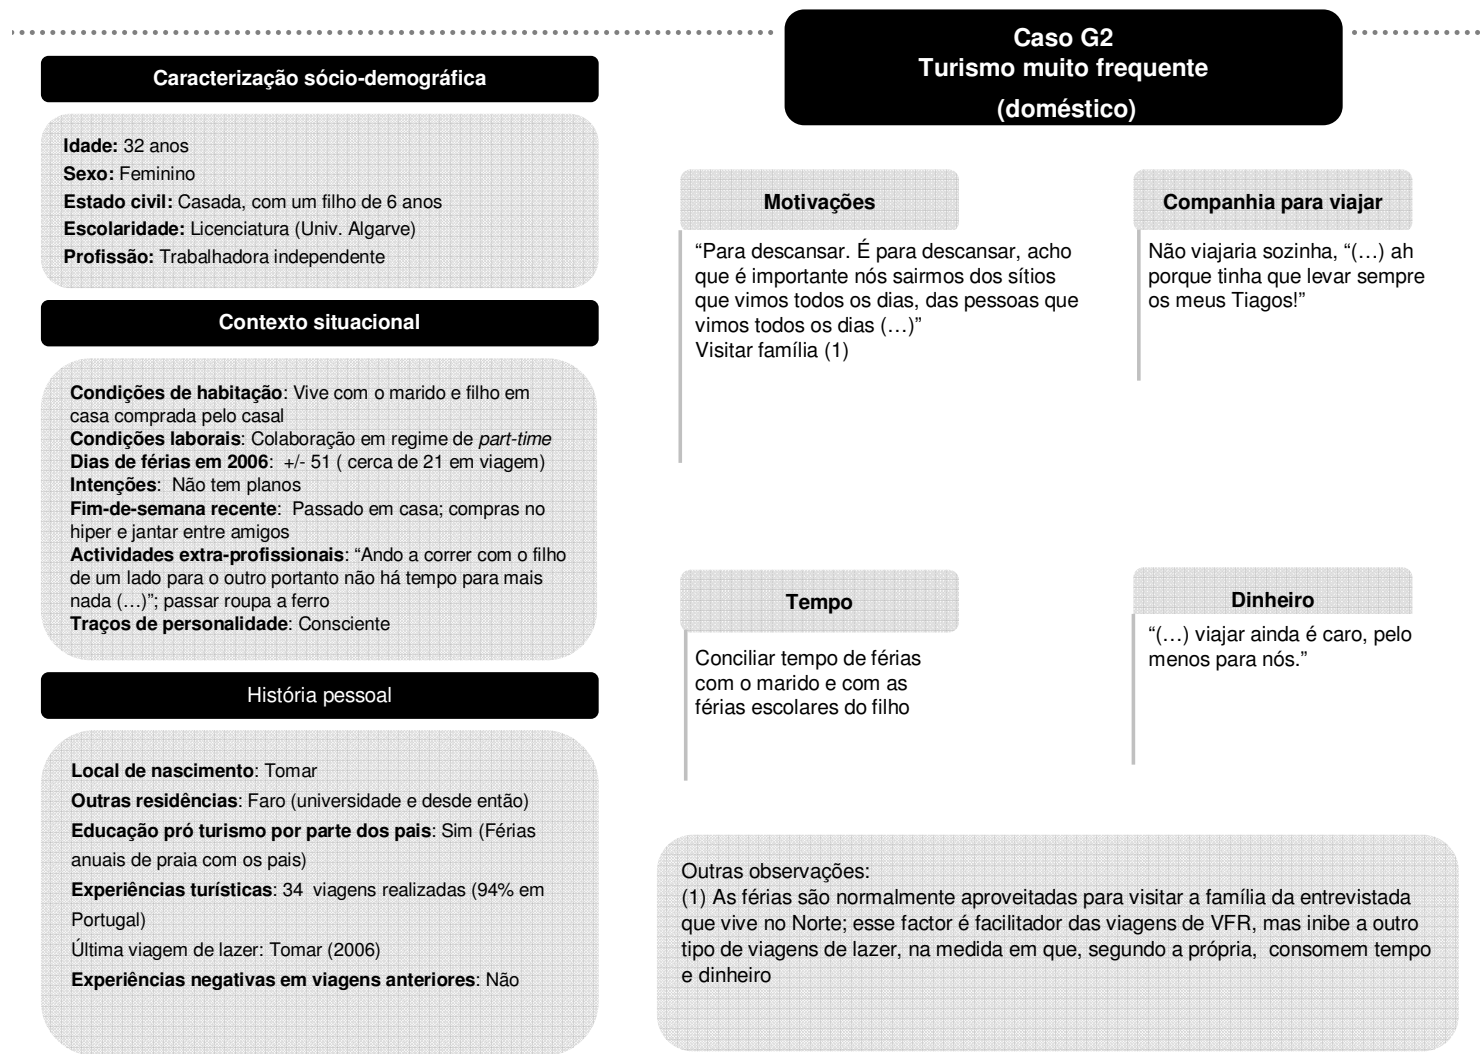 Caso G2
Turismo muito frequente
(doméstico)
Caracterização sócio-demográfica
Idade: 32 anos
Sexo: Feminino
Estado civil: Casada, com um filho de 6 anos
Escolaridade: Licenciatura (Univ. Algarve)
Profissão: Trabalhadora independente
Contexto situacional
Condições de habitação: Vive com o marido e filho em
casa comprada pelo casal
Condições laborais: Colaboração em regime de part-time
Dias de férias em 2006: +/- 51 ( cerca de 21 em viagem)
Intenções: Não tem planos
Fim-de-semana recente: Passado em casa; compras no
hiper e jantar entre amigos
Actividades extra-profissionais: “Ando a correr com o filho
de um lado para o outro portanto não há tempo para mais
nada (…)”; passar roupa a ferro
Traços de personalidade: Consciente
História pessoal
Local de nascimento: Tomar
Outras residências: Faro (universidade e desde então)
Educação pró turismo por parte dos pais: Sim (Férias
anuais de praia com os pais)
Experiências turísticas: 34 viagens realizadas (94% em
Portugal)
Última viagem de lazer: Tomar (2006)
Experiências negativas em viagens anteriores: Não
Motivações
“Para descansar. É para descansar, acho
que é importante nós sairmos dos sítios
que vimos todos os dias, das pessoas que
vimos todos os dias (…)”
Visitar família (1)
Companhia para viajar
Não viajaria sozinha, “(…) ah
porque tinha que levar sempre
os meus Tiagos!”
Tempo
Conciliar tempo de férias
com o marido e com as
férias escolares do filho
Dinheiro
“(…) viajar ainda é caro, pelo
menos para nós.”
Outras observações:
(1) As férias são normalmente aproveitadas para visitar a família da entrevistada
que vive no Norte; esse factor é facilitador das viagens de VFR, mas inibe a outro
tipo de viagens de lazer, na medida em que, segundo a própria, consomem tempo
e dinheiro